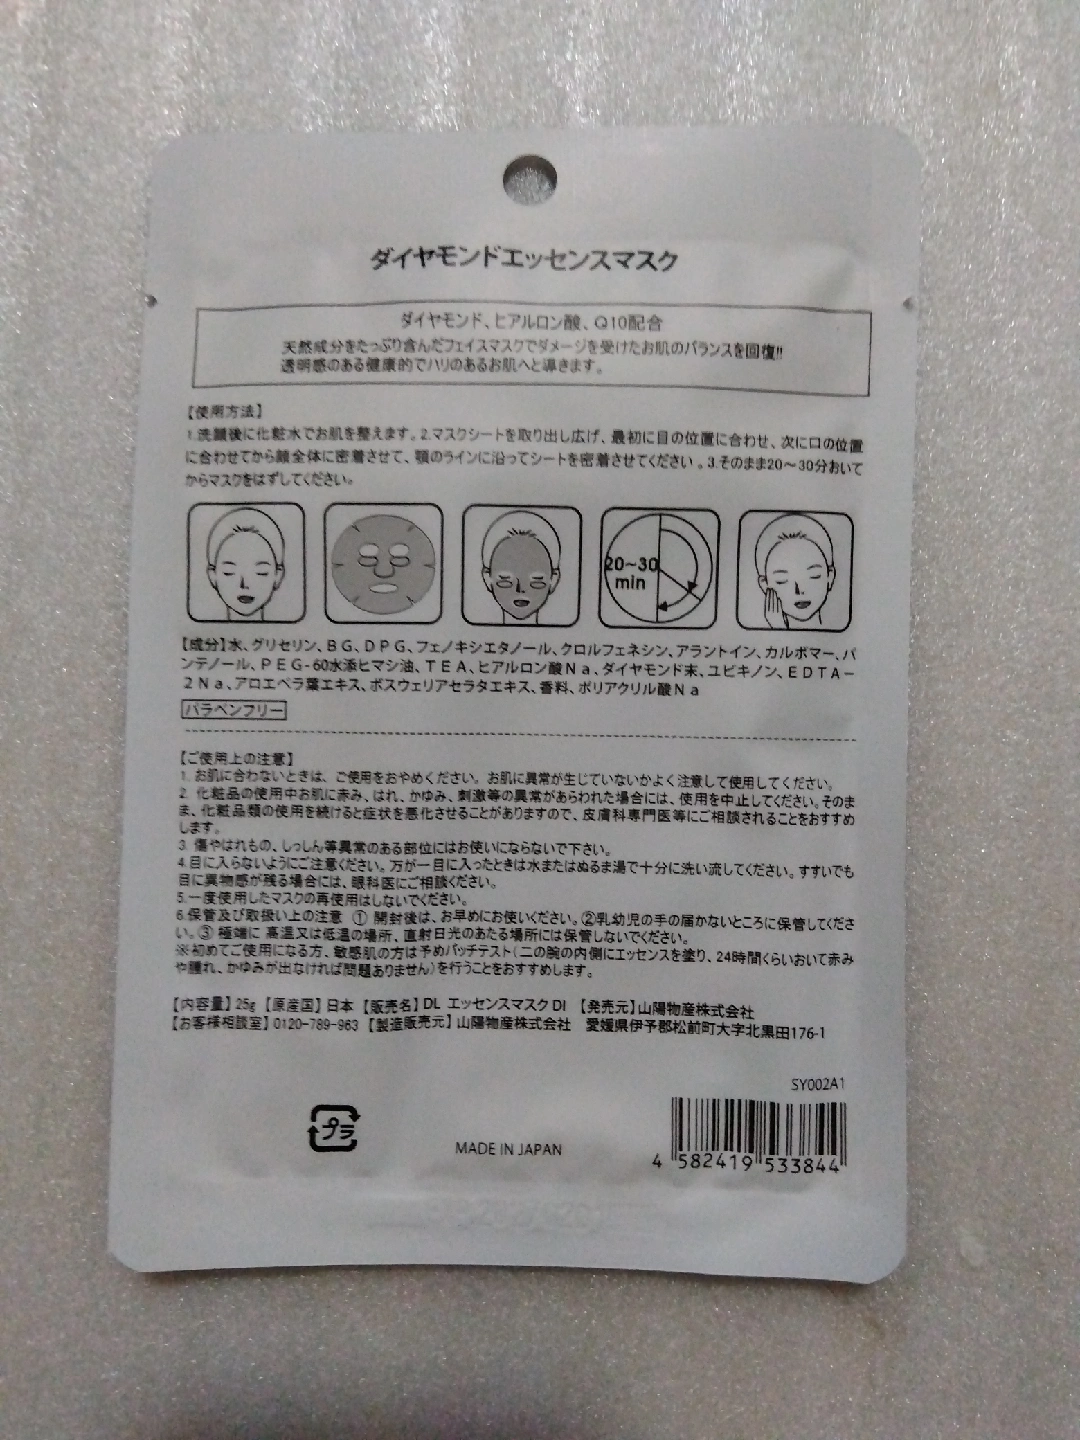 ダイヤモンドエッセンスマスク
ダイヤモンド、ヒアルロン酸、Q10配合
天然成分をたっぷり含んだフェイスマスクでダメージを受けたお肌のバランスを回復!!
透明感のある健康的でハリのあるお肌へと導きます。
【使用方法】
1.洗顔後に化粧水でお肌を整えます。2.マスクシートを取り出し広げ、最初に目の位置に合わせ、次に口の位置
に合わせてから顔全体に密着させて、顎のラインに沿ってシートを密着させてください。3.そのまま20〜30分おいて
からマスクをはずしてください。
20~30
min
【成分】水、グリセリン、BG、DPG、フェノキシエタノール、クロルフェネシン、アラントイン、カルボマー、パ
ンテノール、PEG-60水添ヒマシ油、TEA、ヒアルロン酸Na、ダイヤモンド末、ユビキノン、EDTA−
2Na、アロエベラ葉エキス、ボスウェリアセラタエキス、香料、ポリアクリル酸Na
パラベンフリー
【ご使用上の注意】
1. お肌に合わないときは、ご使用をおやめください。お肌に異常が生じていないかよく注意して使用してください。
2. 化粧品の使用中お肌に赤み、はれ、かゆみ、刺激等の異常があらわれた場合には、使用を中止してください。そのま
ま、化粧品類の使用を続けると症状を悪化させることがありますので、皮膚科専門医等にご相談されることをおすすめ
します。
3. 傷やはれもの、しっしん等異常のある部位にはお使いにならないで下さい。
4.目に入らないようにご注意ください。万が一目に入ったときは水またはぬるま湯で十分に洗い流してください。すすいでも
目に異物感が残る場合には、眼科医にご相談ください。
5.一度使用したマスクの再使用はしないでください。
6.保管及び取扱い上の注意 ① 開封後は、お早めにお使いください。②乳幼児の手の届かないところに保管してくださ
い。③ 極端に 高温又は低温の場所、直射日光のあたる場所には保管しないでください。
※初めてご使用になる方、敏感肌の方は予めパッチテスト(二の腕の内側にエッセンスを塗り、24時間くらいおいて赤み
や腫れ、かゆみが出なければ問題ありません)を行うことをおすすめします。
【内容量】25g 【原産国】日本 【販売名】DL エッセンスマスク DI 【発売元】山陽物産株式会社
【お客様相談室】0120-789-963 【製造販売元】山陽物産株式会社 愛媛県伊予郡松前町大字北黒田176-1
SY002A1
プラ
MADE IN JAPAN
4 582419 533844